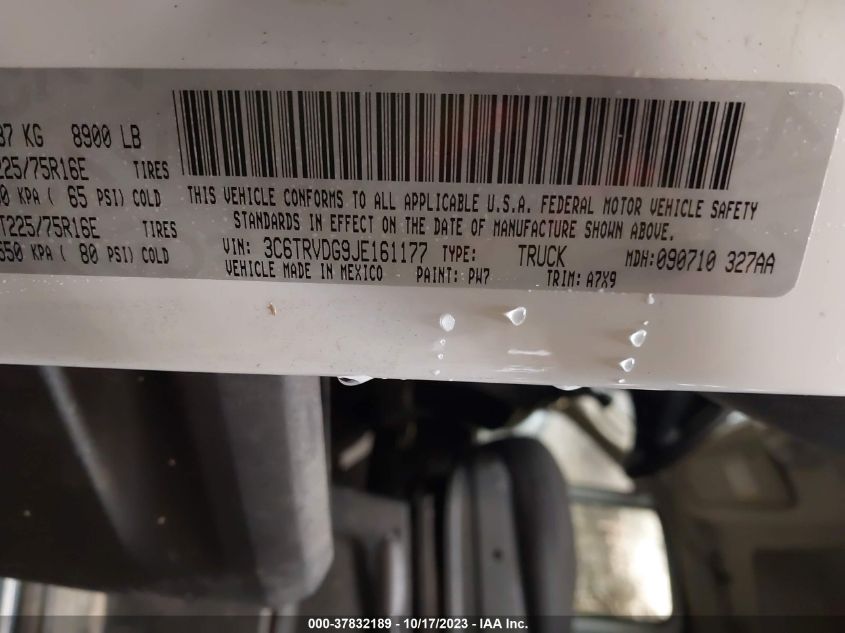 87 KG 8900 LB
225/75R16E TIRES
0 KPA ( 65 PSI) COLD
T225/75R16E TIRES
550 KPA ( 80 PSI) COLD
THIS VEHICLE CONFORMS TO ALL APPLICABLE U.S.A. FEDERAL MOTOR VEHICLE SAFETY
STANDARDS IN EFFECT ON THE DATE OF MANUFACTURE SHOWN ABOVE.
VIN: 3C6TRVDG9JE161177 TYPE: TRUCK MDH:090710 327AA
VEHICLE MADE IN MEXICO PAINT: PW7 TRIM: A7X9
000-37832189 - 10/17/2023 - IAA Inc.